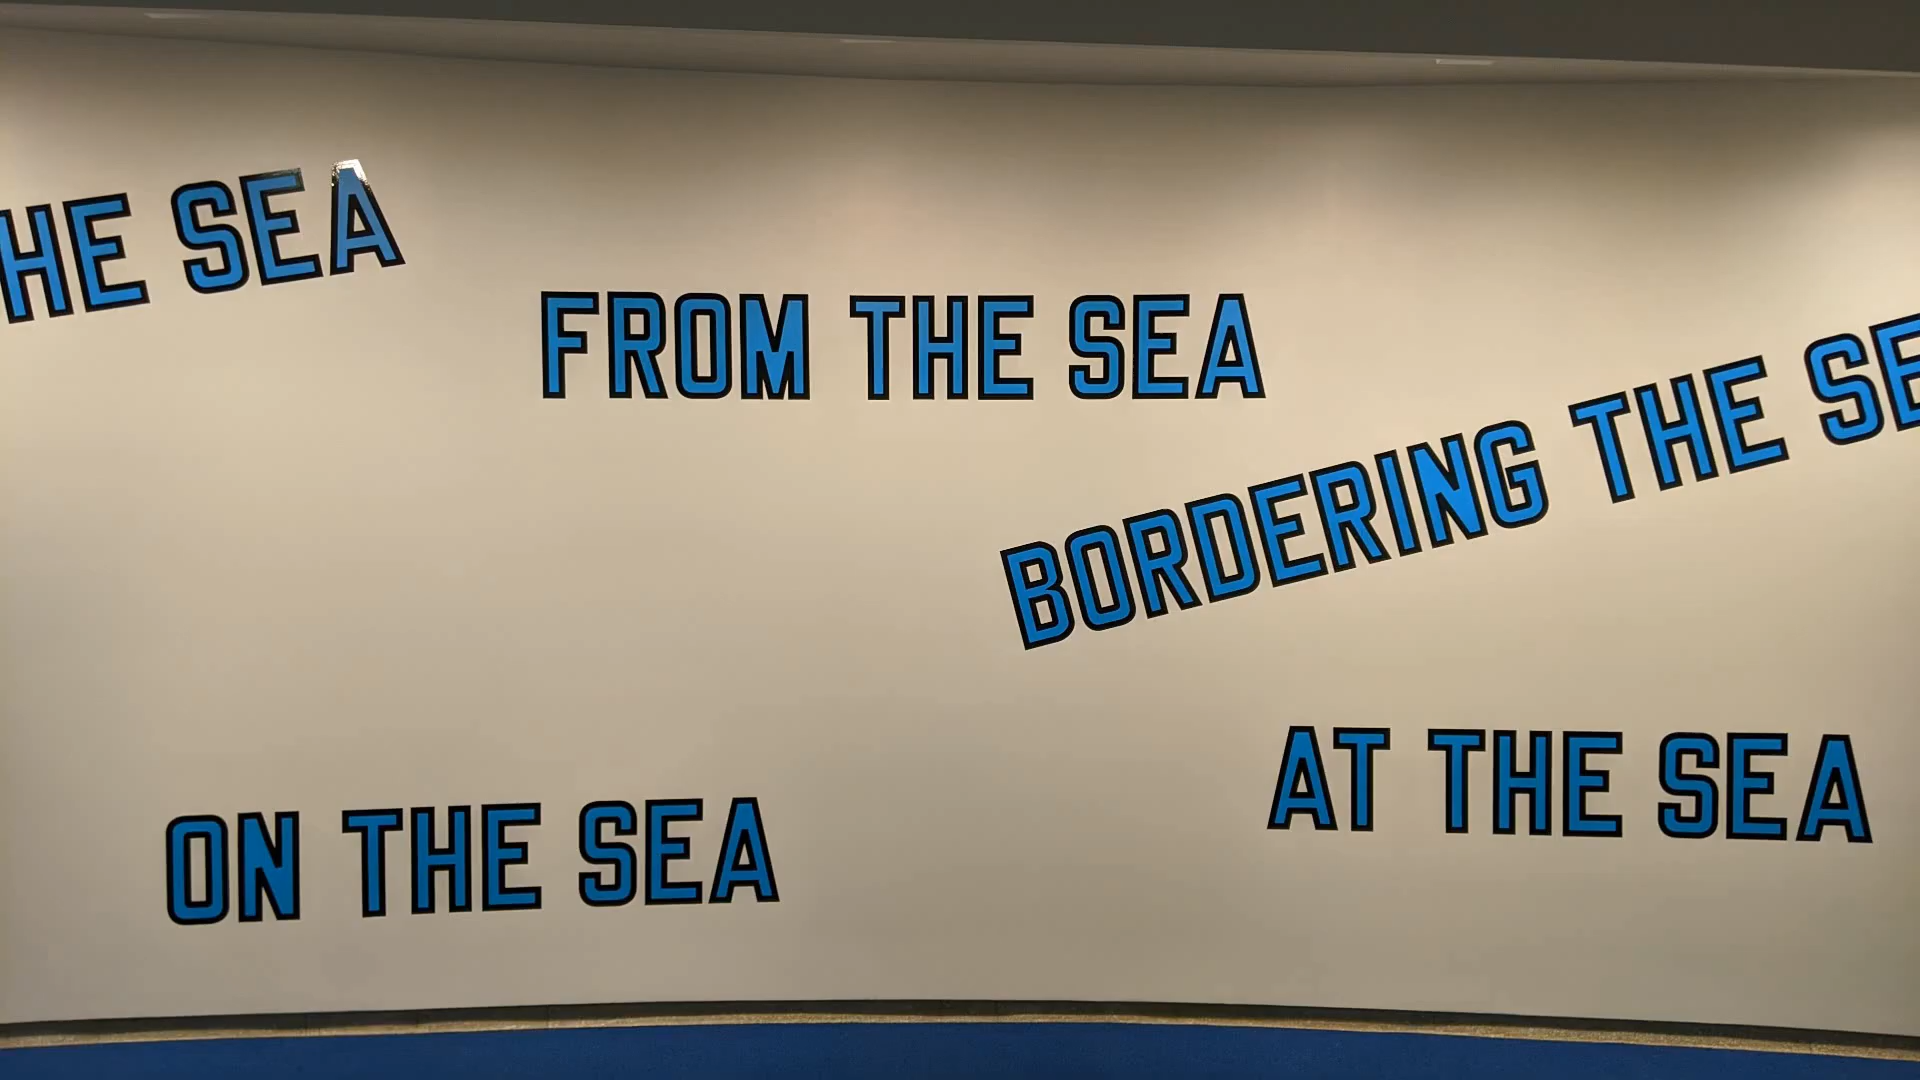 HE SEA
FROM THE SEA
BORDERING THE SE
AT THE SEA
ON THE SEA